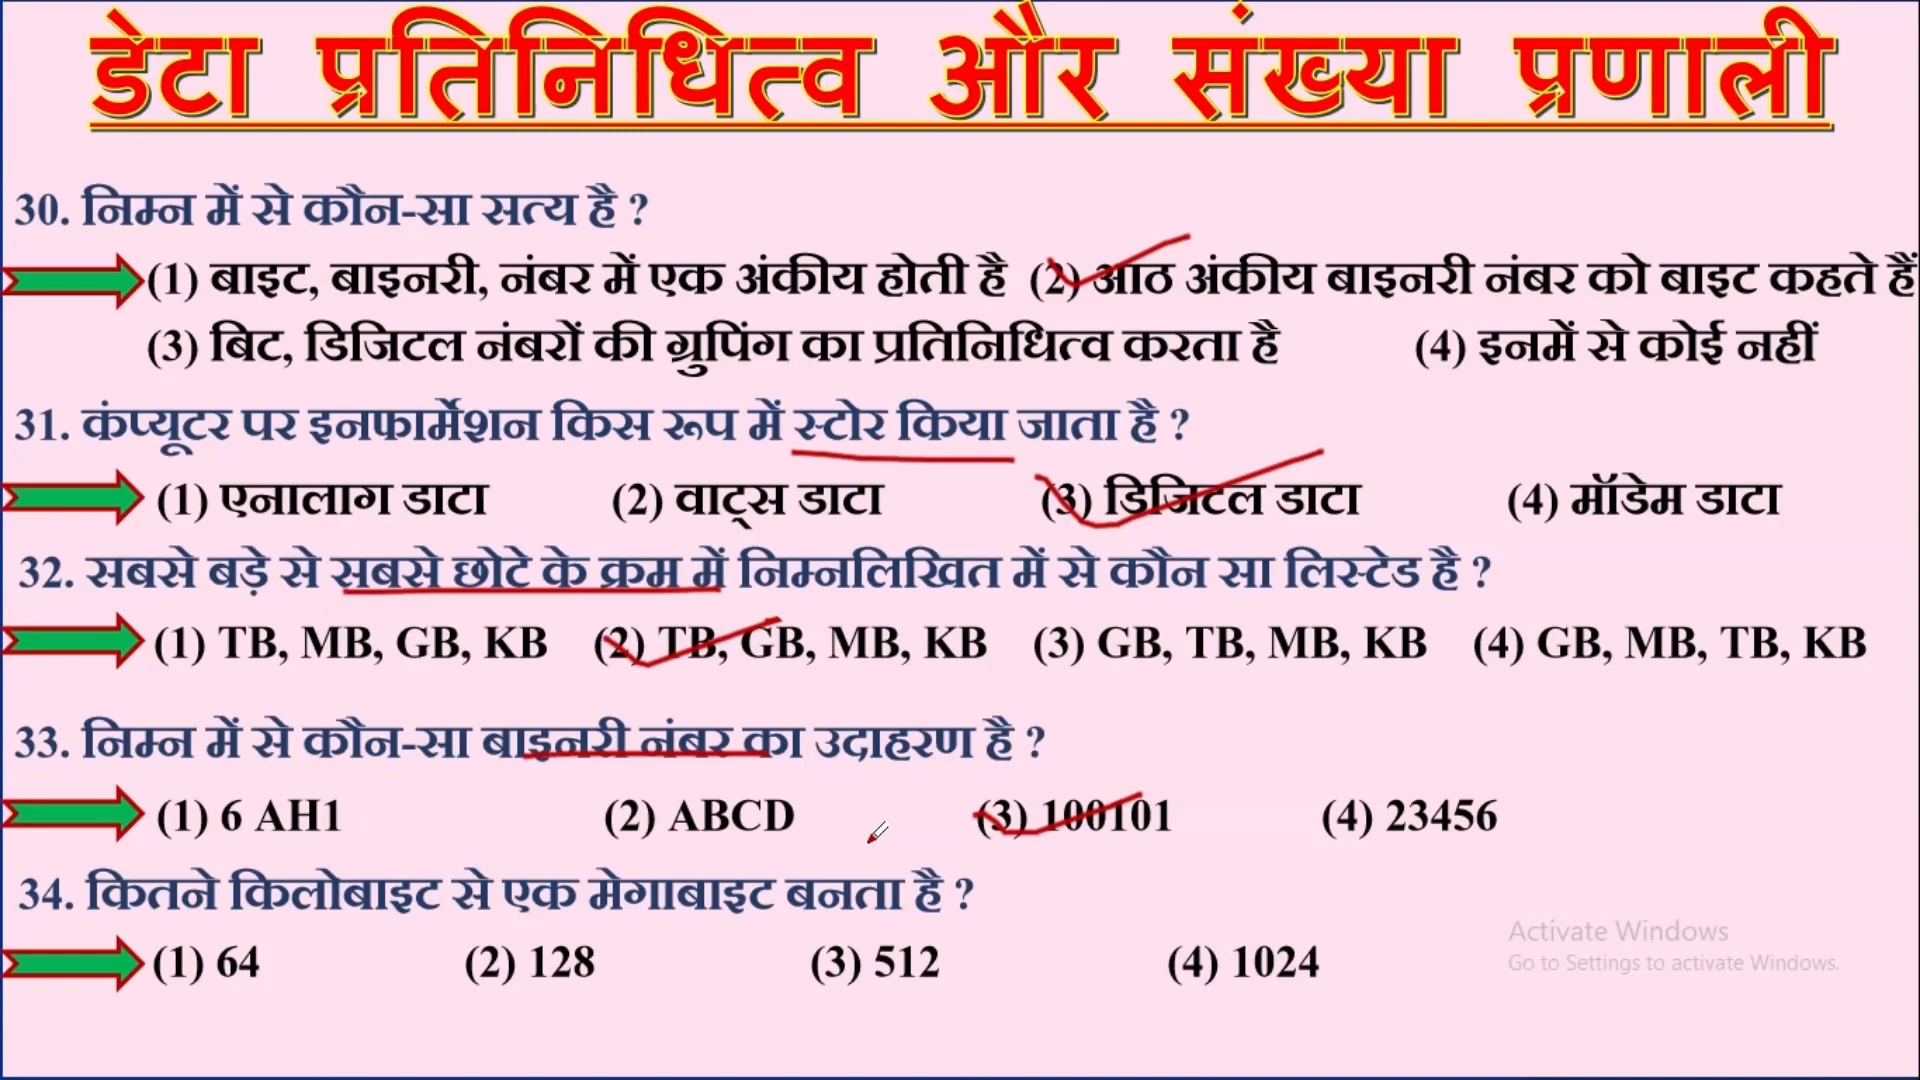 डेटा प्रतिनिधित्व और संख्या प्रणाली
30. निम्न में से कौन-सा सत्य है ?
(1) बाइट, बाइनरी, नंबर में एक अंकीय होती है (2) आठ अंकीय बाइनरी नंबर को बाइट कहते हैं
(3) बिट, डिजिटल नंबरों की ग्रुपिंग का प्रतिनिधित्व करता है (4) इनमें से कोई नहीं
31. कंप्यूटर पर इनफार्मेशन किस रूप में स्टोर किया जाता है ?
(1) एनालाग डाटा (2) वाट्स डाटा (3) डिजिटल डाटा (4) मॉडेम डाटा
32. सबसे बड़े से सबसे छोटे के क्रम में निम्नलिखित में से कौन सा लिस्टेड है ?
(1) TB, MB, GB, KB (2) TB, GB, MB, KB (3) GB, TB, MB, KB (4) GB, MB, TB, KB
33. निम्न में से कौन-सा बाइनरी नंबर का उदाहरण है ?
(1) 6 AH1 (2) ABCD (3) 100101 (4) 23456
34. कितने किलोबाइट से एक मेगाबाइट बनता है ?
(1) 64 (2) 128 (3) 512 (4) 1024
Activate Windows
Go to Settings to activate Windows.